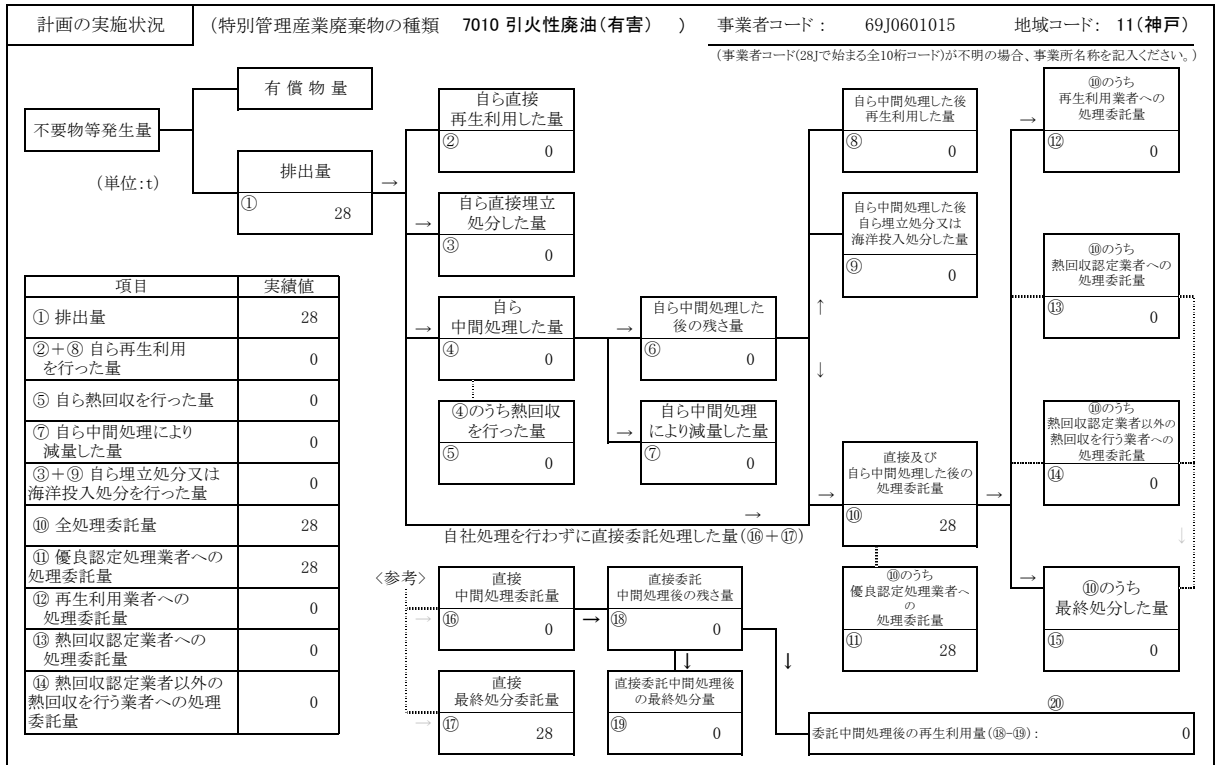 計画の実施状況 (特別管理産業廃棄物の種類 7010 引火性廃油(有害) ) 事業者コード: 69J0601015 地域コード: 11(神戸)
(事業者コード(28Jで始まる全10桁コード)が不明の場合、事業所名称を記入ください。)
不要物等発生量
(単位:t)
有償物量
排出量
① 28
→
自ら直接
再生利用した量
② 0
→
自ら直接埋立
処分した量
③ 0
→
自ら
中間処理した量
④ 0
④のうち熱回収
を行った量
⑤ 0
→
自ら中間処理した
後の残さ量
⑥ 0
→
自ら中間処理
により減量した量
⑦ 0
↑
↓
自ら中間処理した後
再生利用した量
⑧ 0
自ら中間処理した後
自ら埋立処分又は
海洋投入処分した量
⑨ 0
→
→
自社処理を行わずに直接委託処理した量(⑯+⑰)
直接及び
自ら中間処理した後の
処理委託量
⑩ 28
→
⑩のうち
優良認定処理業者へ
の
処理委託量
⑪ 28
→
⑩のうち
再生利用業者への
処理委託量
⑫ 0
⑩のうち
熱回収認定業者への
処理委託量
⑬ 0
⑩のうち
熱回収認定業者以外の
熱回収を行う業者への
処理委託量
⑭ 0
↓
→
⑩のうち
最終処分した量
⑮ 0
項目 実績値
① 排出量 28
②+⑧ 自ら再生利用
を行った量 0
⑤ 自ら熱回収を行った量 0
⑦ 自ら中間処理により
減量した量 0
③+⑨ 自ら埋立処分又は
海洋投入処分を行った量 0
⑩ 全処理委託量 28
⑪ 優良認定処理業者への
処理委託量 28
⑫ 再生利用業者への
処理委託量 0
⑬ 熱回収認定業者への
処理委託量 0
⑭ 熱回収認定業者以外の
熱回収を行う業者への処理
委託量 0
<参考>
→
直接
中間処理委託量
⑯ 0
→
直接委託
中間処理後の残さ量
⑱ 0
↓
↓
→
直接
最終処分委託量
⑰ 28
直接委託中間処理後
の最終処分量
⑲ 0
⑳
委託中間処理後の再生利用量(⑱-⑲): 0